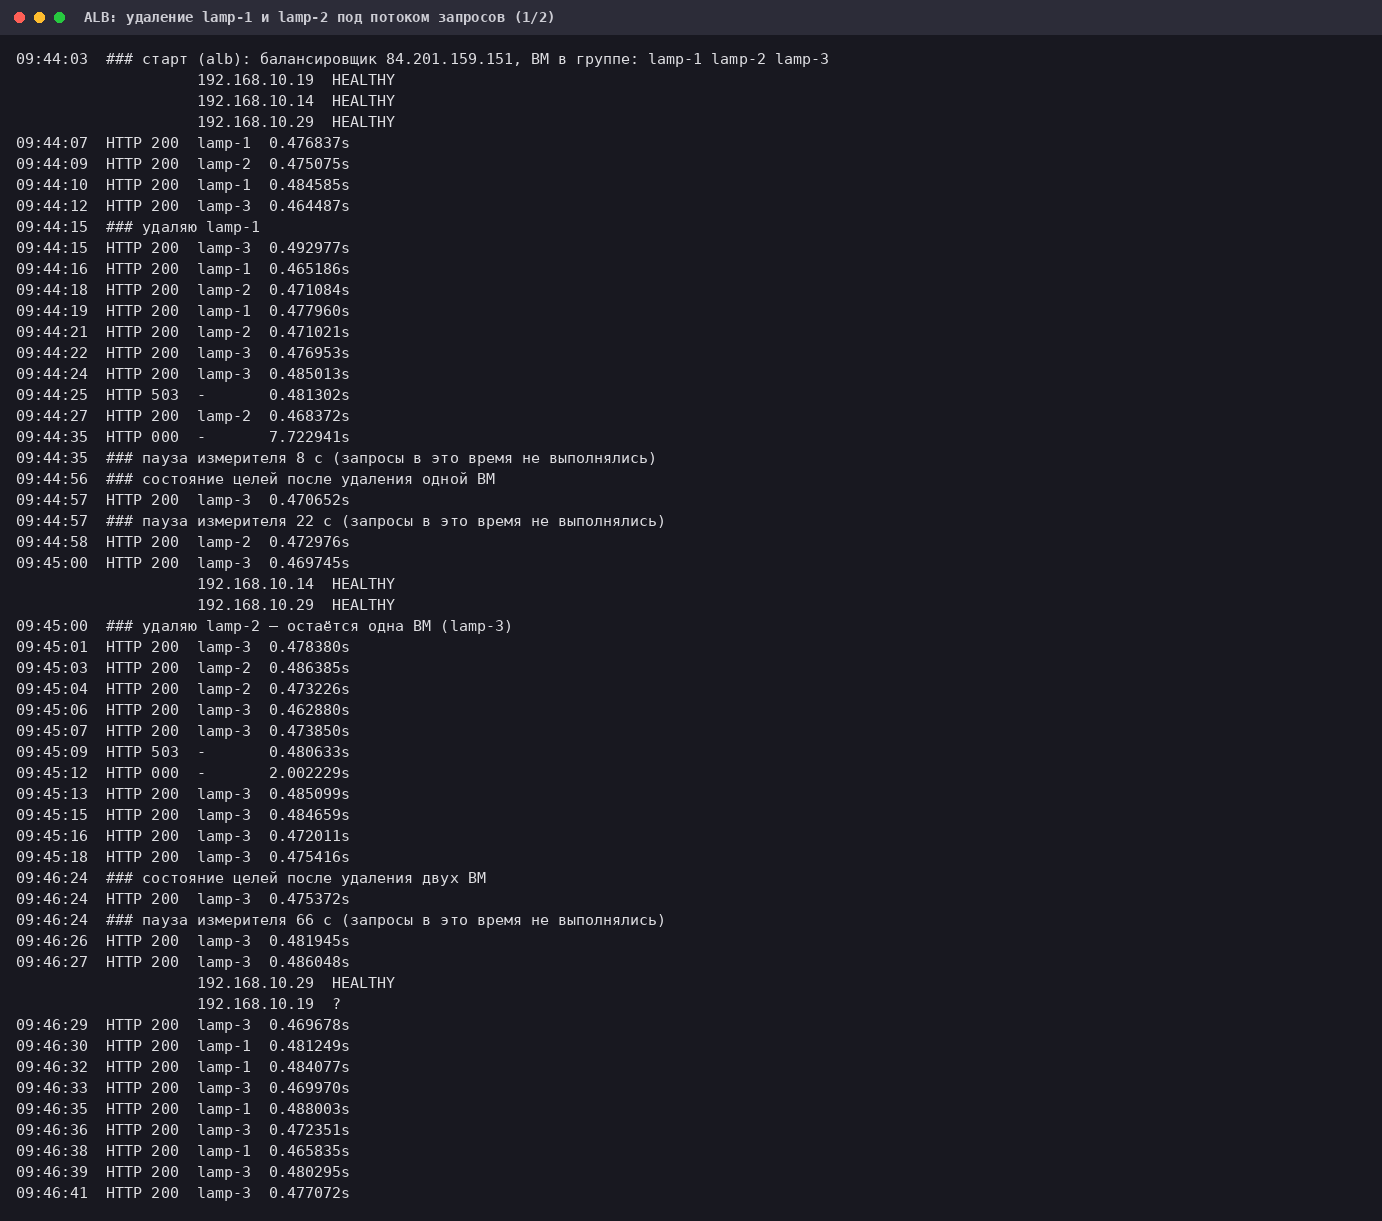 ALB: удаление lamp-1 и lamp-2 под потоком запросов (1/2)
09:44:03  ### старт (alb): балансировщик 84.201.159.151, ВМ в группе: lamp-1 lamp-2 lamp-3
192.168.10.19  HEALTHY
192.168.10.14  HEALTHY
192.168.10.29  HEALTHY
09:44:07  HTTP 200  lamp-1  0.476837s
09:44:09  HTTP 200  lamp-2  0.475075s
09:44:10  HTTP 200  lamp-1  0.484585s
09:44:12  HTTP 200  lamp-3  0.464487s
09:44:15  ### удаляю lamp-1
09:44:15  HTTP 200  lamp-3  0.492977s
09:44:16  HTTP 200  lamp-1  0.465186s
09:44:18  HTTP 200  lamp-2  0.471084s
09:44:19  HTTP 200  lamp-1  0.477960s
09:44:21  HTTP 200  lamp-2  0.471021s
09:44:22  HTTP 200  lamp-3  0.476953s
09:44:24  HTTP 200  lamp-3  0.485013s
09:44:25  HTTP 503  -       0.481302s
09:44:27  HTTP 200  lamp-2  0.468372s
09:44:35  HTTP 000  -       7.722941s
09:44:35  ### пауза измерителя 8 с (запросы в это время не выполнялись)
09:44:56  ### состояние целей после удаления одной ВМ
09:44:57  HTTP 200  lamp-3  0.470652s
09:44:57  ### пауза измерителя 22 с (запросы в это время не выполнялись)
09:44:58  HTTP 200  lamp-2  0.472976s
09:45:00  HTTP 200  lamp-3  0.469745s
192.168.10.14  HEALTHY
192.168.10.29  HEALTHY
09:45:00  ### удаляю lamp-2 — остаётся одна ВМ (lamp-3)
09:45:01  HTTP 200  lamp-3  0.478380s
09:45:03  HTTP 200  lamp-2  0.486385s
09:45:04  HTTP 200  lamp-2  0.473226s
09:45:06  HTTP 200  lamp-3  0.462880s
09:45:07  HTTP 200  lamp-3  0.473850s
09:45:09  HTTP 503  -       0.480633s
09:45:12  HTTP 000  -       2.002229s
09:45:13  HTTP 200  lamp-3  0.485099s
09:45:15  HTTP 200  lamp-3  0.484659s
09:45:16  HTTP 200  lamp-3  0.472011s
09:45:18  HTTP 200  lamp-3  0.475416s
09:46:24  ### состояние целей после удаления двух ВМ
09:46:24  HTTP 200  lamp-3  0.475372s
09:46:24  ### пауза измерителя 66 с (запросы в это время не выполнялись)
09:46:26  HTTP 200  lamp-3  0.481945s
09:46:27  HTTP 200  lamp-3  0.486048s
192.168.10.29  HEALTHY
192.168.10.19  ?
09:46:29  HTTP 200  lamp-3  0.469678s
09:46:30  HTTP 200  lamp-1  0.481249s
09:46:32  HTTP 200  lamp-1  0.484077s
09:46:33  HTTP 200  lamp-3  0.469970s
09:46:35  HTTP 200  lamp-1  0.488003s
09:46:36  HTTP 200  lamp-3  0.472351s
09:46:38  HTTP 200  lamp-1  0.465835s
09:46:39  HTTP 200  lamp-3  0.480295s
09:46:41  HTTP 200  lamp-3  0.477072s